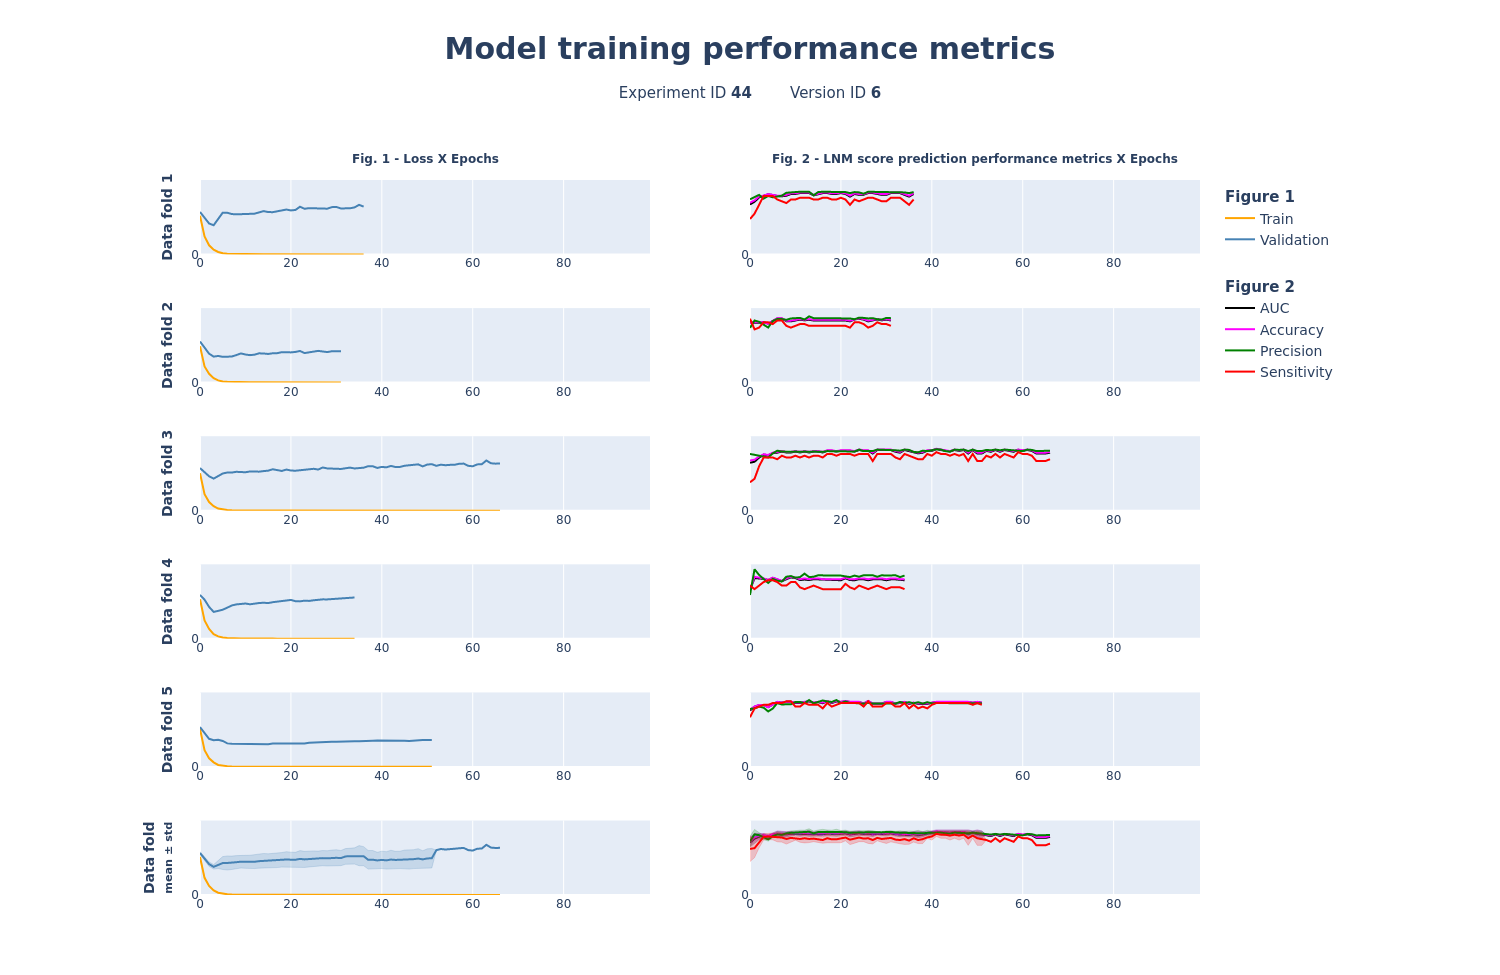 Model training performance metrics
Experiment ID 44 Version ID 6
Fig. 1 - Loss X Epochs
Fig. 2 - LNM score prediction performance metrics X Epochs
Data fold 1
0
0 20 40 60 80
0
0 20 40 60 80
Figure 1
Train
Validation
Figure 2
AUC
Accuracy
Precision
Sensitivity
Data fold 2
0
0 20 40 60 80
0
0 20 40 60 80
Data fold 3
0
0 20 40 60 80
0 20 40 60 80
Data fold 4
0
0 20 40 60 80
0
0 20 40 60 80
Data fold 5
0
0 20 40 60 80
0
0 20 40 60 80
Data fold
mean ± std
0
0 20 40 60 80
0
0 20 40 60 80